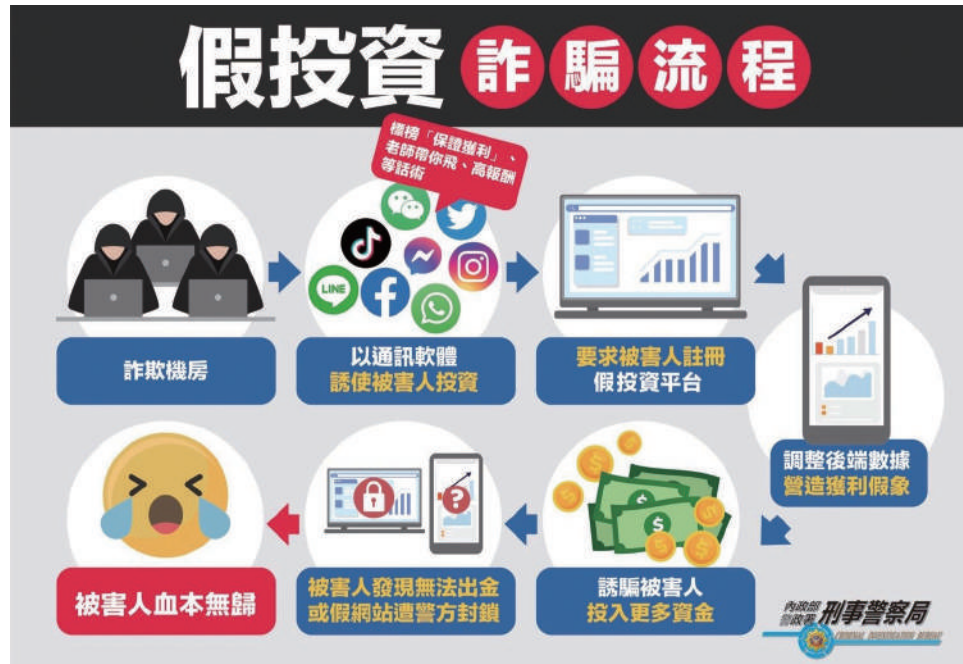 假投資詐騙流程
標榜「保證獲利」、
老師帶你飛、高報酬
等話術
LINE
詐欺機房
以通訊軟體
誘使被害人投資
要求被害人註冊
假投資平台
調整後端數據
營造獲利假象
誘騙被害人
投入更多資金
被害人發現無法出金
或假網站遭警方封鎖
被害人血本無歸
內政部
警政署
刑事警察局
CRIMINAL INVESTIGATION BUREAU